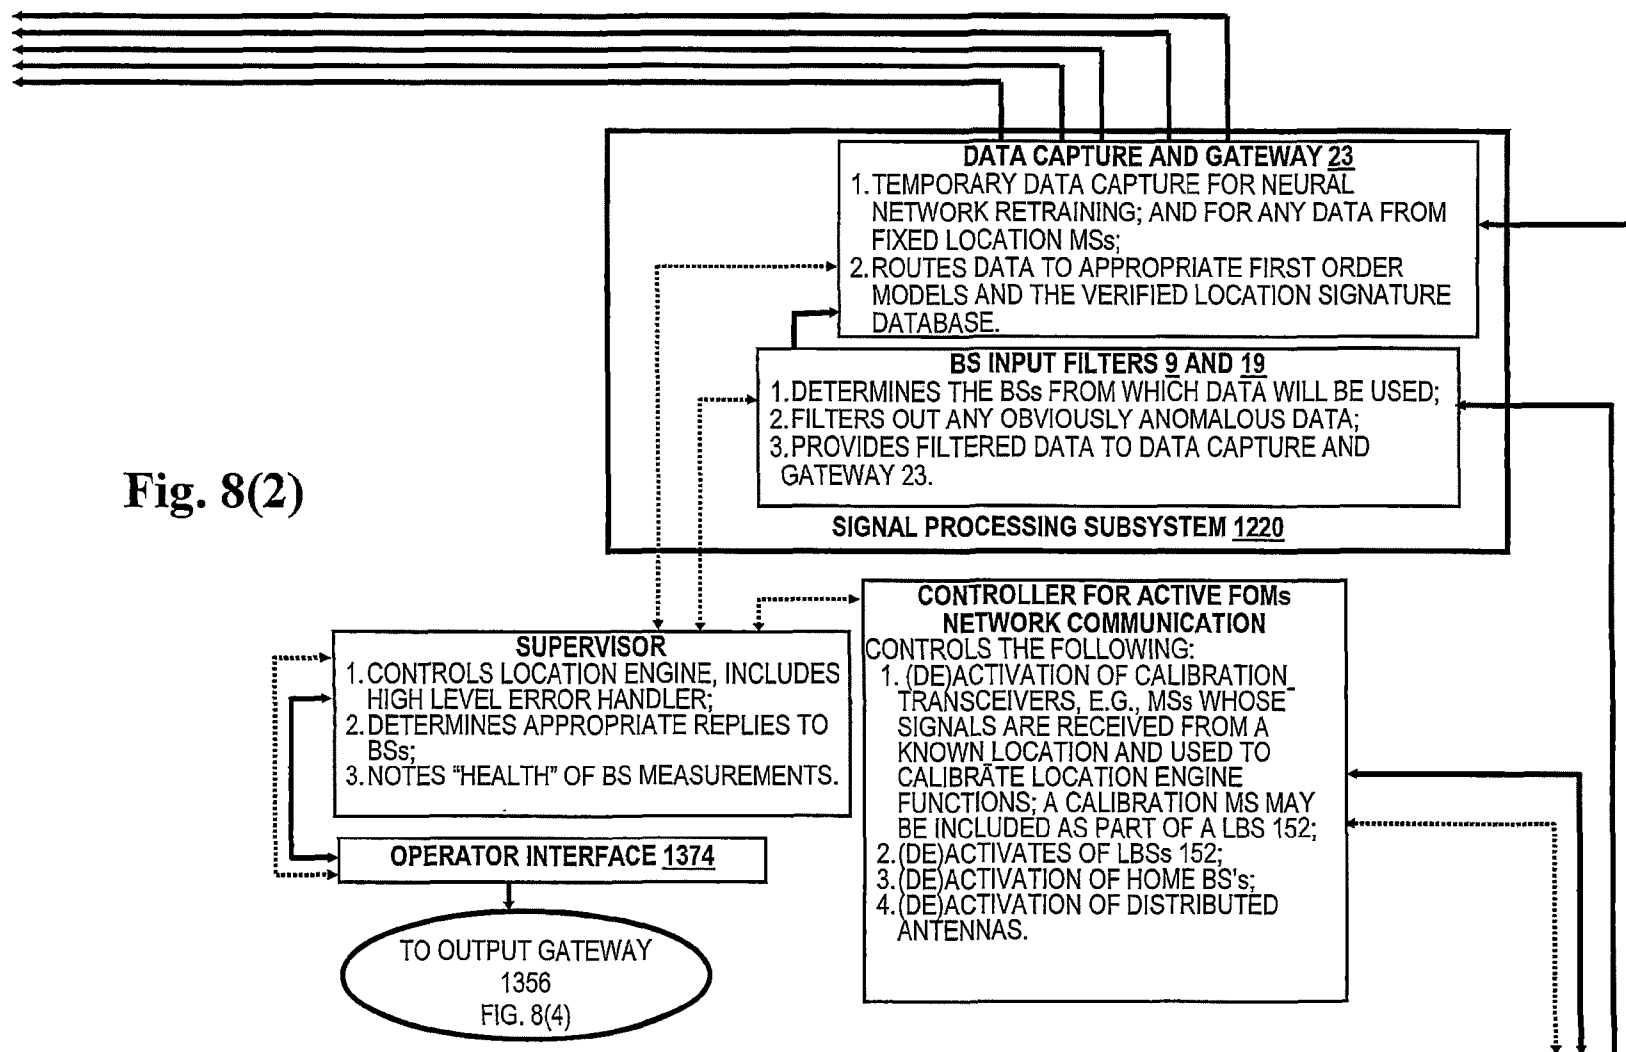 DATA CAPTURE AND GATEWAY 23
1. TEMPORARY DATA CAPTURE FOR NEURAL
NETWORK RETRAINING; AND FOR ANY DATA FROM
FIXED LOCATION MSs;
2. ROUTES DATA TO APPROPRIATE FIRST ORDER
MODELS AND THE VERIFIED LOCATION SIGNATURE
DATABASE.
BS INPUT FILTERS 9 AND 19
1. DETERMINES THE BSs FROM WHICH DATA WILL BE USED;
2. FILTERS OUT ANY OBVIOUSLY ANOMALOUS DATA;
3. PROVIDES FILTERED DATA TO DATA CAPTURE AND
GATEWAY 23.
SIGNAL PROCESSING SUBSYSTEM 1220
Fig. 8(2)
SUPERVISOR
1. CONTROLS LOCATION ENGINE, INCLUDES
HIGH LEVEL ERROR HANDLER;
2. DETERMINES APPROPRIATE REPLIES TO
BSs;
3. NOTES “HEALTH” OF BS MEASUREMENTS.
OPERATOR INTERFACE 1374
TO OUTPUT GATEWAY
1356
FIG. 8(4)
CONTROLLER FOR ACTIVE FOMs
NETWORK COMMUNICATION
CONTROLS THE FOLLOWING:
1. (DE)ACTIVATION OF CALIBRATION
TRANSCEIVERS, E.G., MSs WHOSE
SIGNALS ARE RECEIVED FROM A
KNOWN LOCATION AND USED TO
CALIBRATE LOCATION ENGINE
FUNCTIONS; A CALIBRATION MS MAY
BE INCLUDED AS PART OF A LBS 152;
2. (DE)ACTIVATES OF LBSs 152;
3. (DE)ACTIVATION OF HOME BS's;
4. (DE)ACTIVATION OF DISTRIBUTED
ANTENNAS.